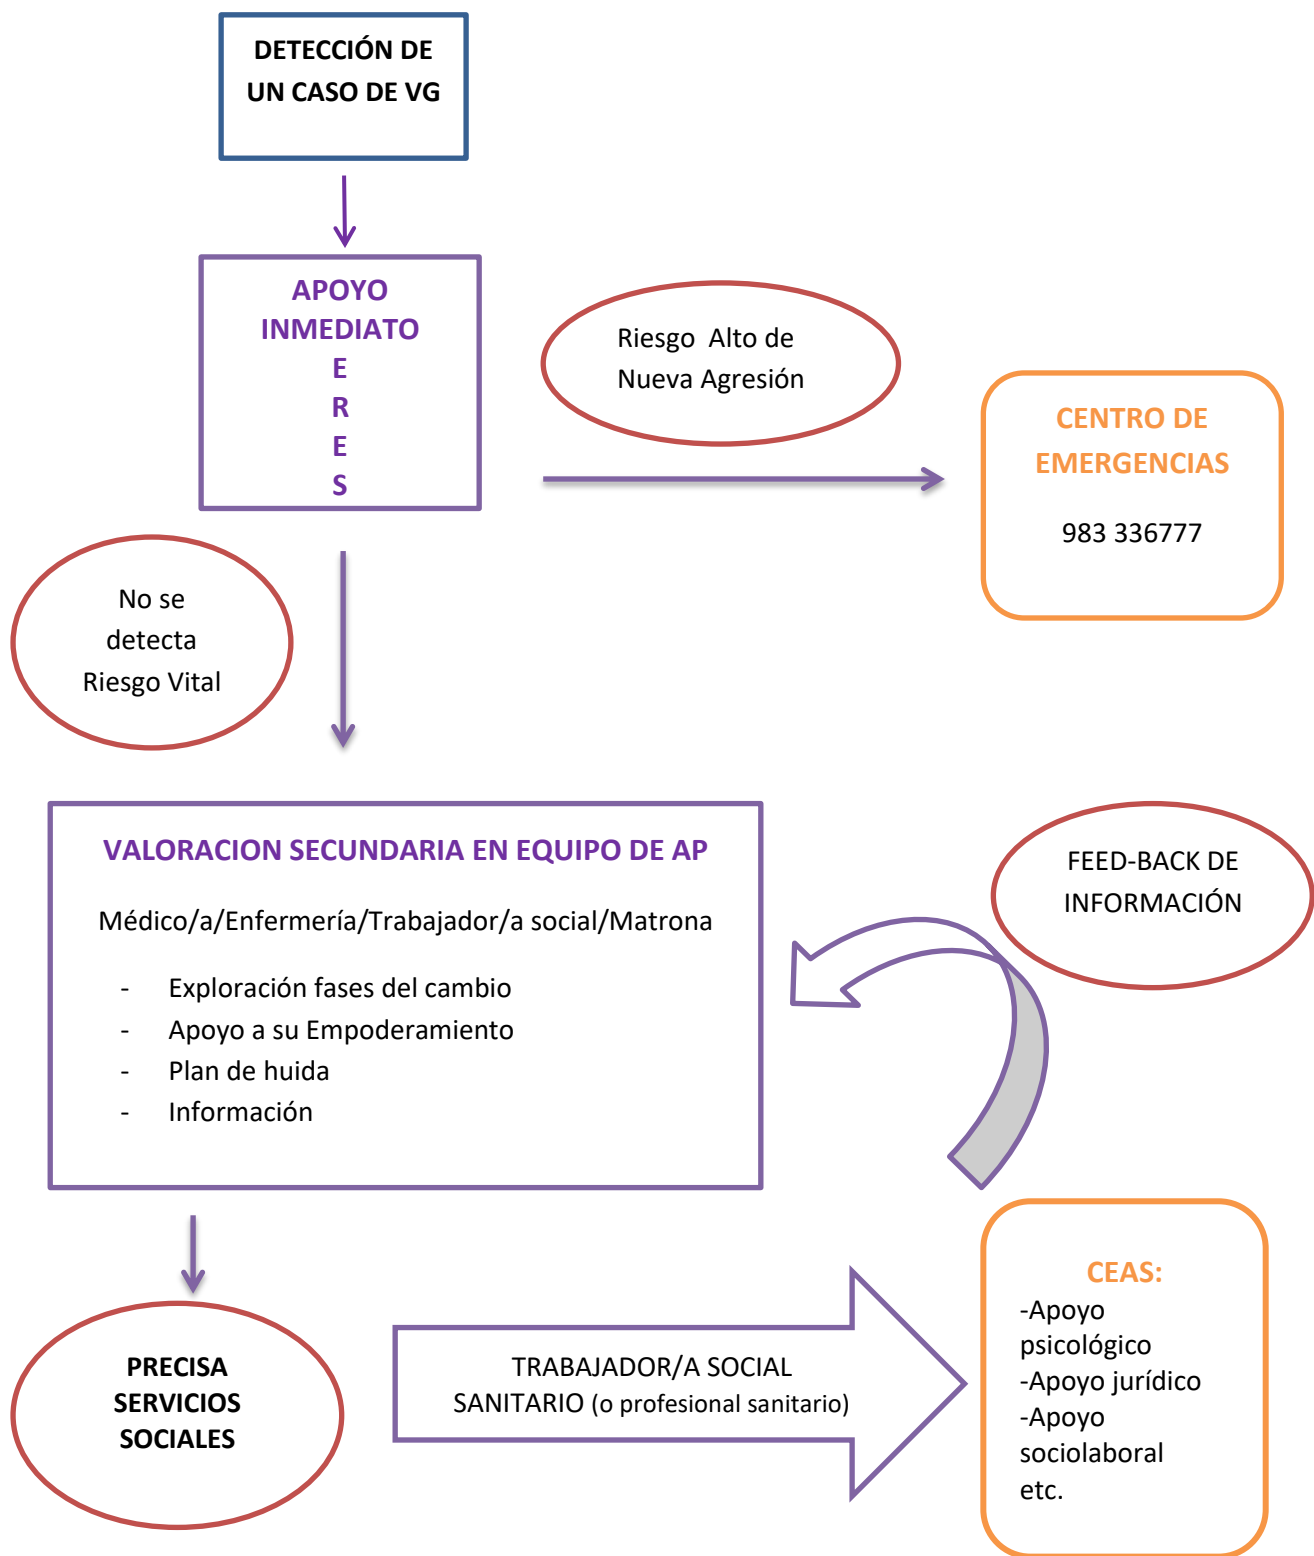 DETECCIÓN DE
UN CASO DE VG
APOYO
INMEDIATO
E
R
E
S
Riesgo  Alto de
Nueva Agresión
CENTRO DE
EMERGENCIAS
983 336777
No se
detecta
Riesgo Vital
VALORACION SECUNDARIA EN EQUIPO DE AP
Médico/a/Enfermería/Trabajador/a social/Matrona
- Exploración fases del cambio
- Apoyo a su Empoderamiento
- Plan de huida
- Información
FEED-BACK DE
INFORMACIÓN
PRECISA
SERVICIOS
SOCIALES
TRABAJADOR/A SOCIAL
SANITARIO (o profesional sanitario)
CEAS:
-Apoyo
psicológico
-Apoyo jurídico
-Apoyo
sociolaboral
etc.